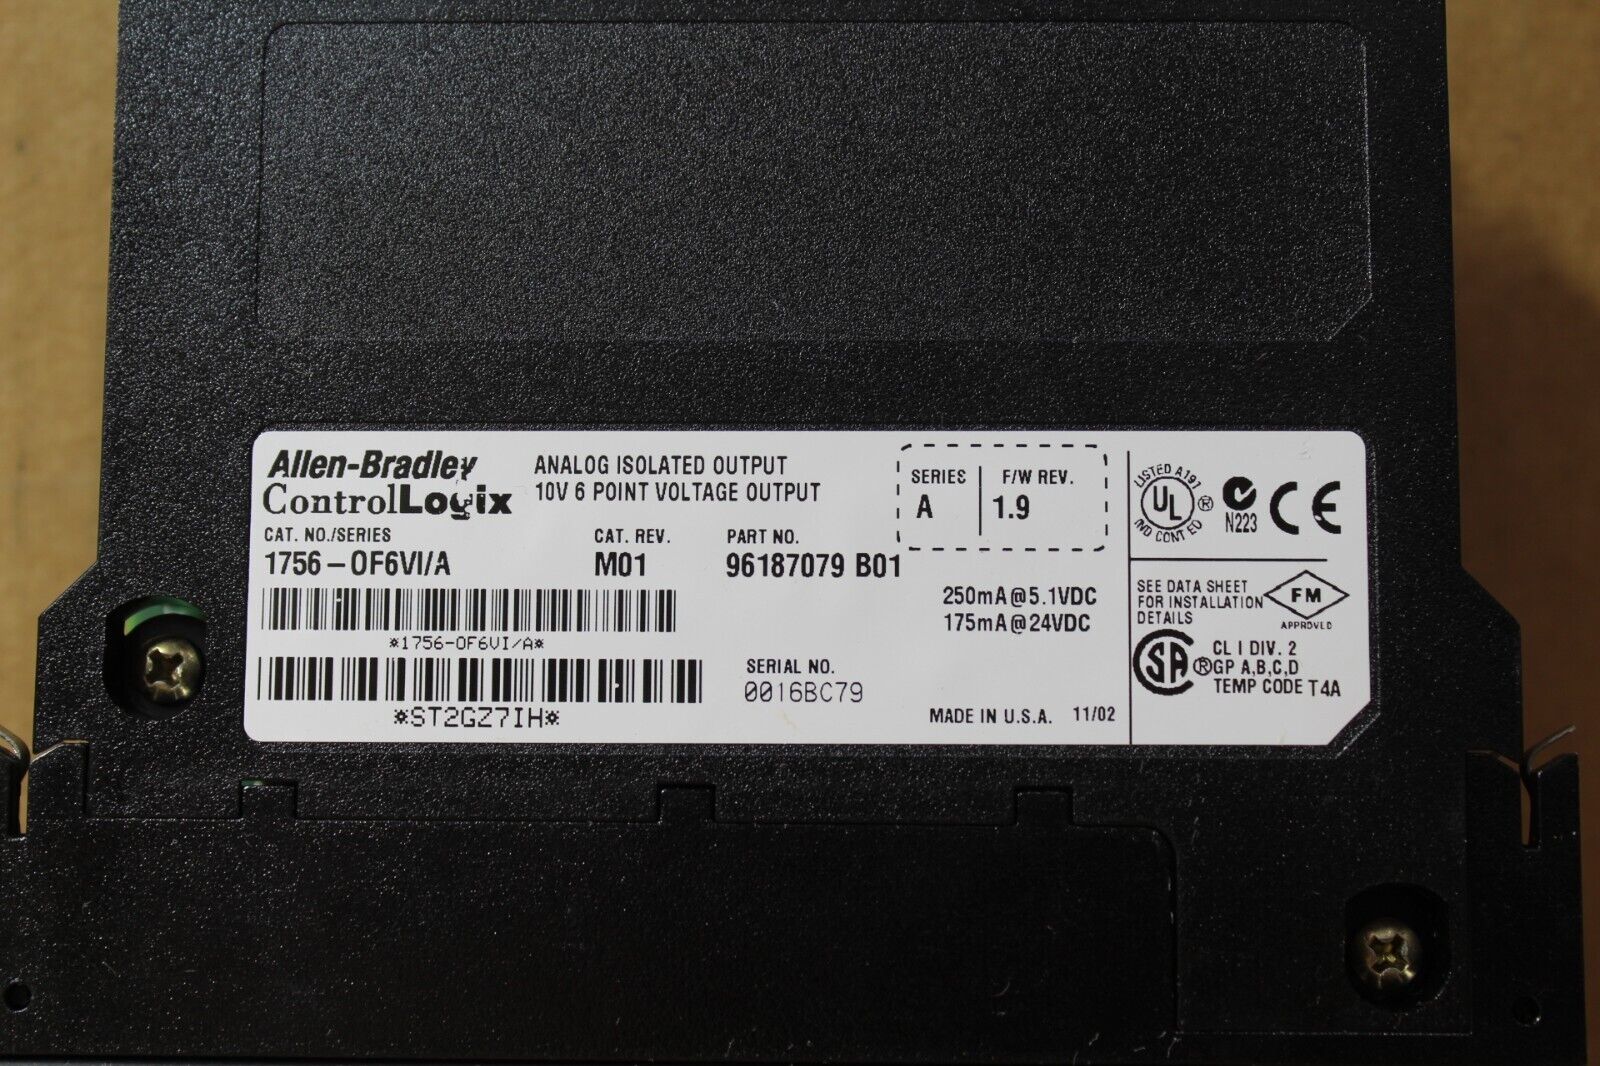 Allen-Bradley
ControlLogix
ANALOG ISOLATED OUTPUT
10V 6 POINT VOLTAGE OUTPUT
SERIES
A
F/W REV.
1.9
CAT. NO./SERIES
1756-OF6VI/A
CAT. REV.
M01
PART NO.
96187079 B01
*1756-OF6VI/A*
250mA@5.1VDC
175mA@24VDC
*ST2GZ7IH*
SERIAL NO.
0016BC79
MADE IN U.S.A. 11/02
LISTED A197
UL ®
IND CONT EQ
N223
CE
SEE DATA SHEET
FOR INSTALLATION
DETAILS
FM
APPROVED
SA ®
CL I DIV. 2
GP A,B,C,D
TEMP CODE T4A